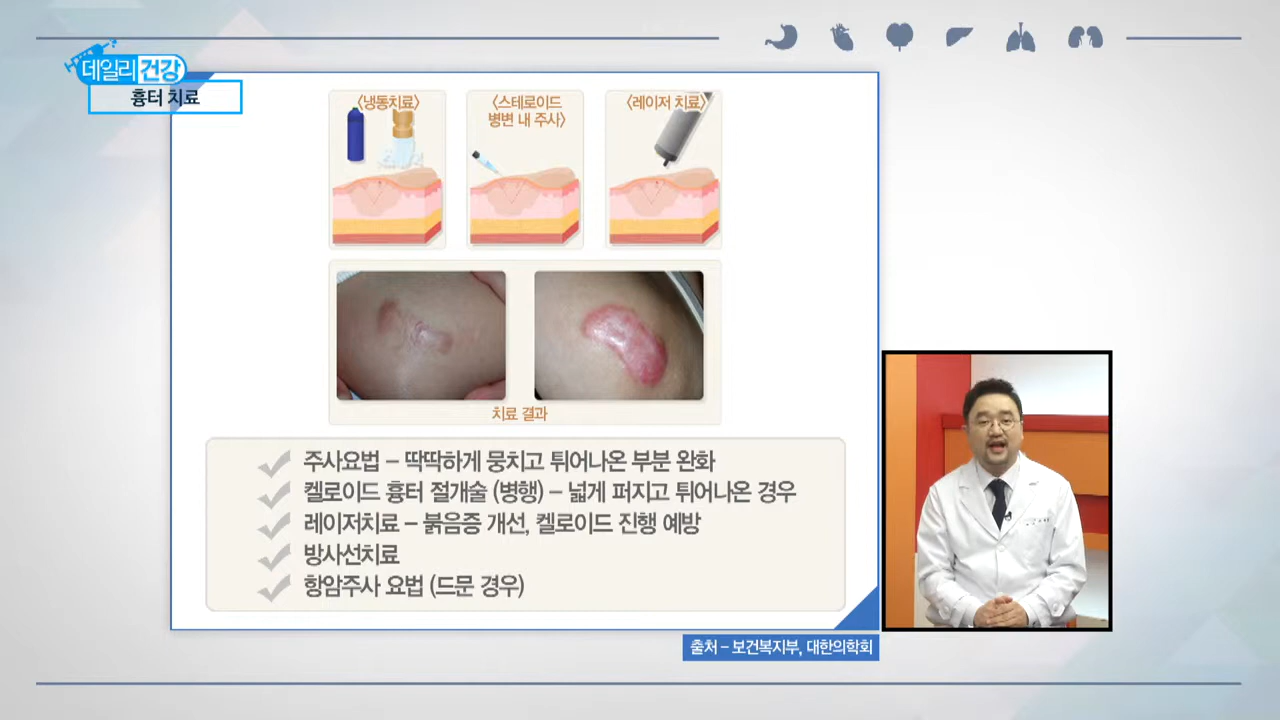 데일리건강
흉터 치료
〈냉동치료〉
〈스테로이드
병변 내 주사〉
〈레이저 치료〉
치료 결과
주사요법 – 딱딱하게 뭉치고 튀어나온 부분 완화
켈로이드 흉터 절개술 (병행) – 넓게 퍼지고 튀어나온 경우
레이저치료 – 붉음증 개선, 켈로이드 진행 예방
방사선치료
항암주사 요법 (드문 경우)
출처 – 보건복지부, 대한의학회